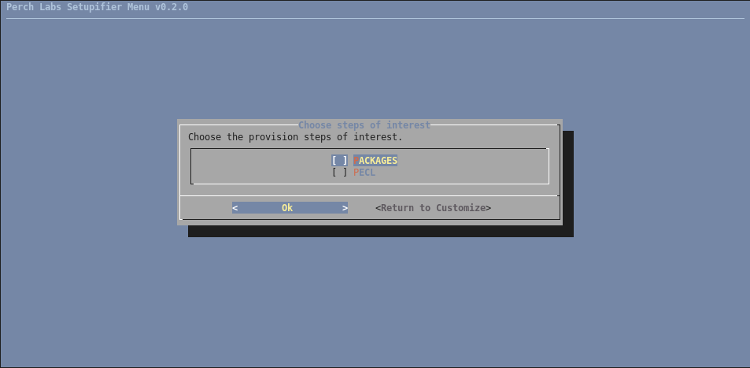 Perch Labs Setupifier Menu v0.2.0
Choose steps of interest
Choose the provision steps of interest.
[ ] PACKAGES
[ ] PECL
< Ok > <Return to Customize>